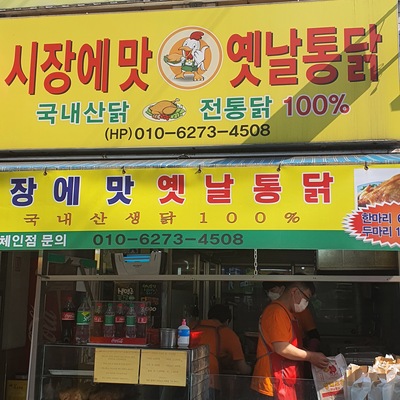 시장에맛 옛날통닭
국내산닭 전통닭 100%
(HP)010-6273-4508
장에맛 옛날통닭
국내산생닭 100%
체인점 문의 010-6273-4508
한마리 6
두마리 1